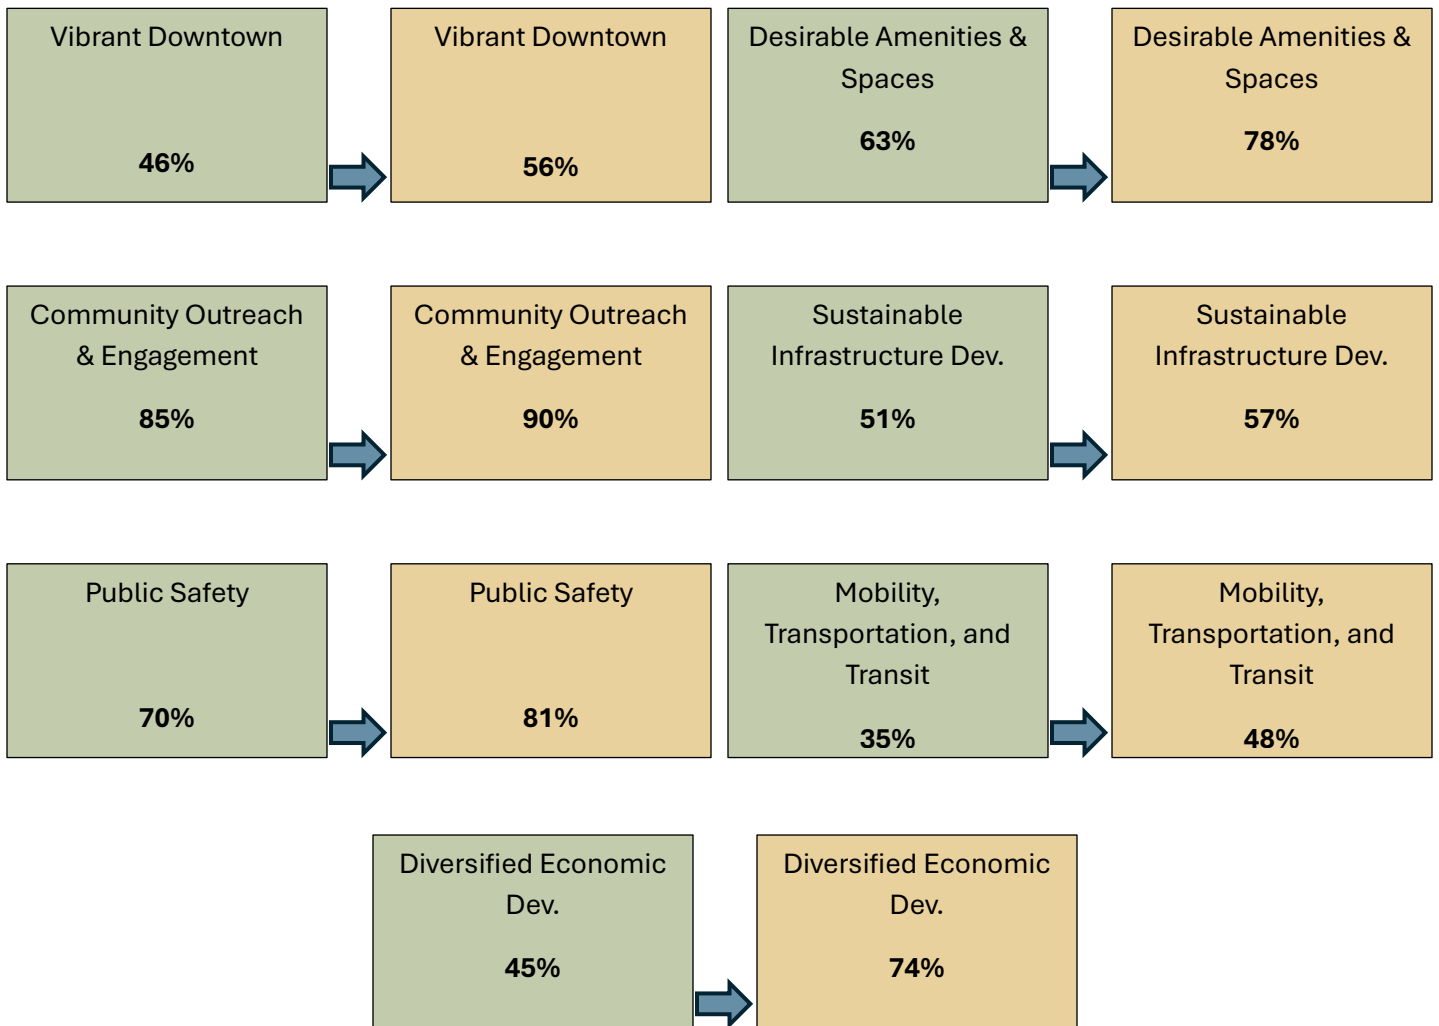 Vibrant Downtown
46%
Vibrant Downtown
56%
Desirable Amenities &
Spaces
63%
Desirable Amenities &
Spaces
78%
Community Outreach
& Engagement
85%
Community Outreach
& Engagement
90%
Sustainable
Infrastructure Dev.
51%
Sustainable
Infrastructure Dev.
57%
Public Safety
70%
Public Safety
81%
Mobility,
Transportation, and
Transit
35%
Mobility,
Transportation, and
Transit
48%
Diversified Economic
Dev.
45%
Diversified Economic
Dev.
74%